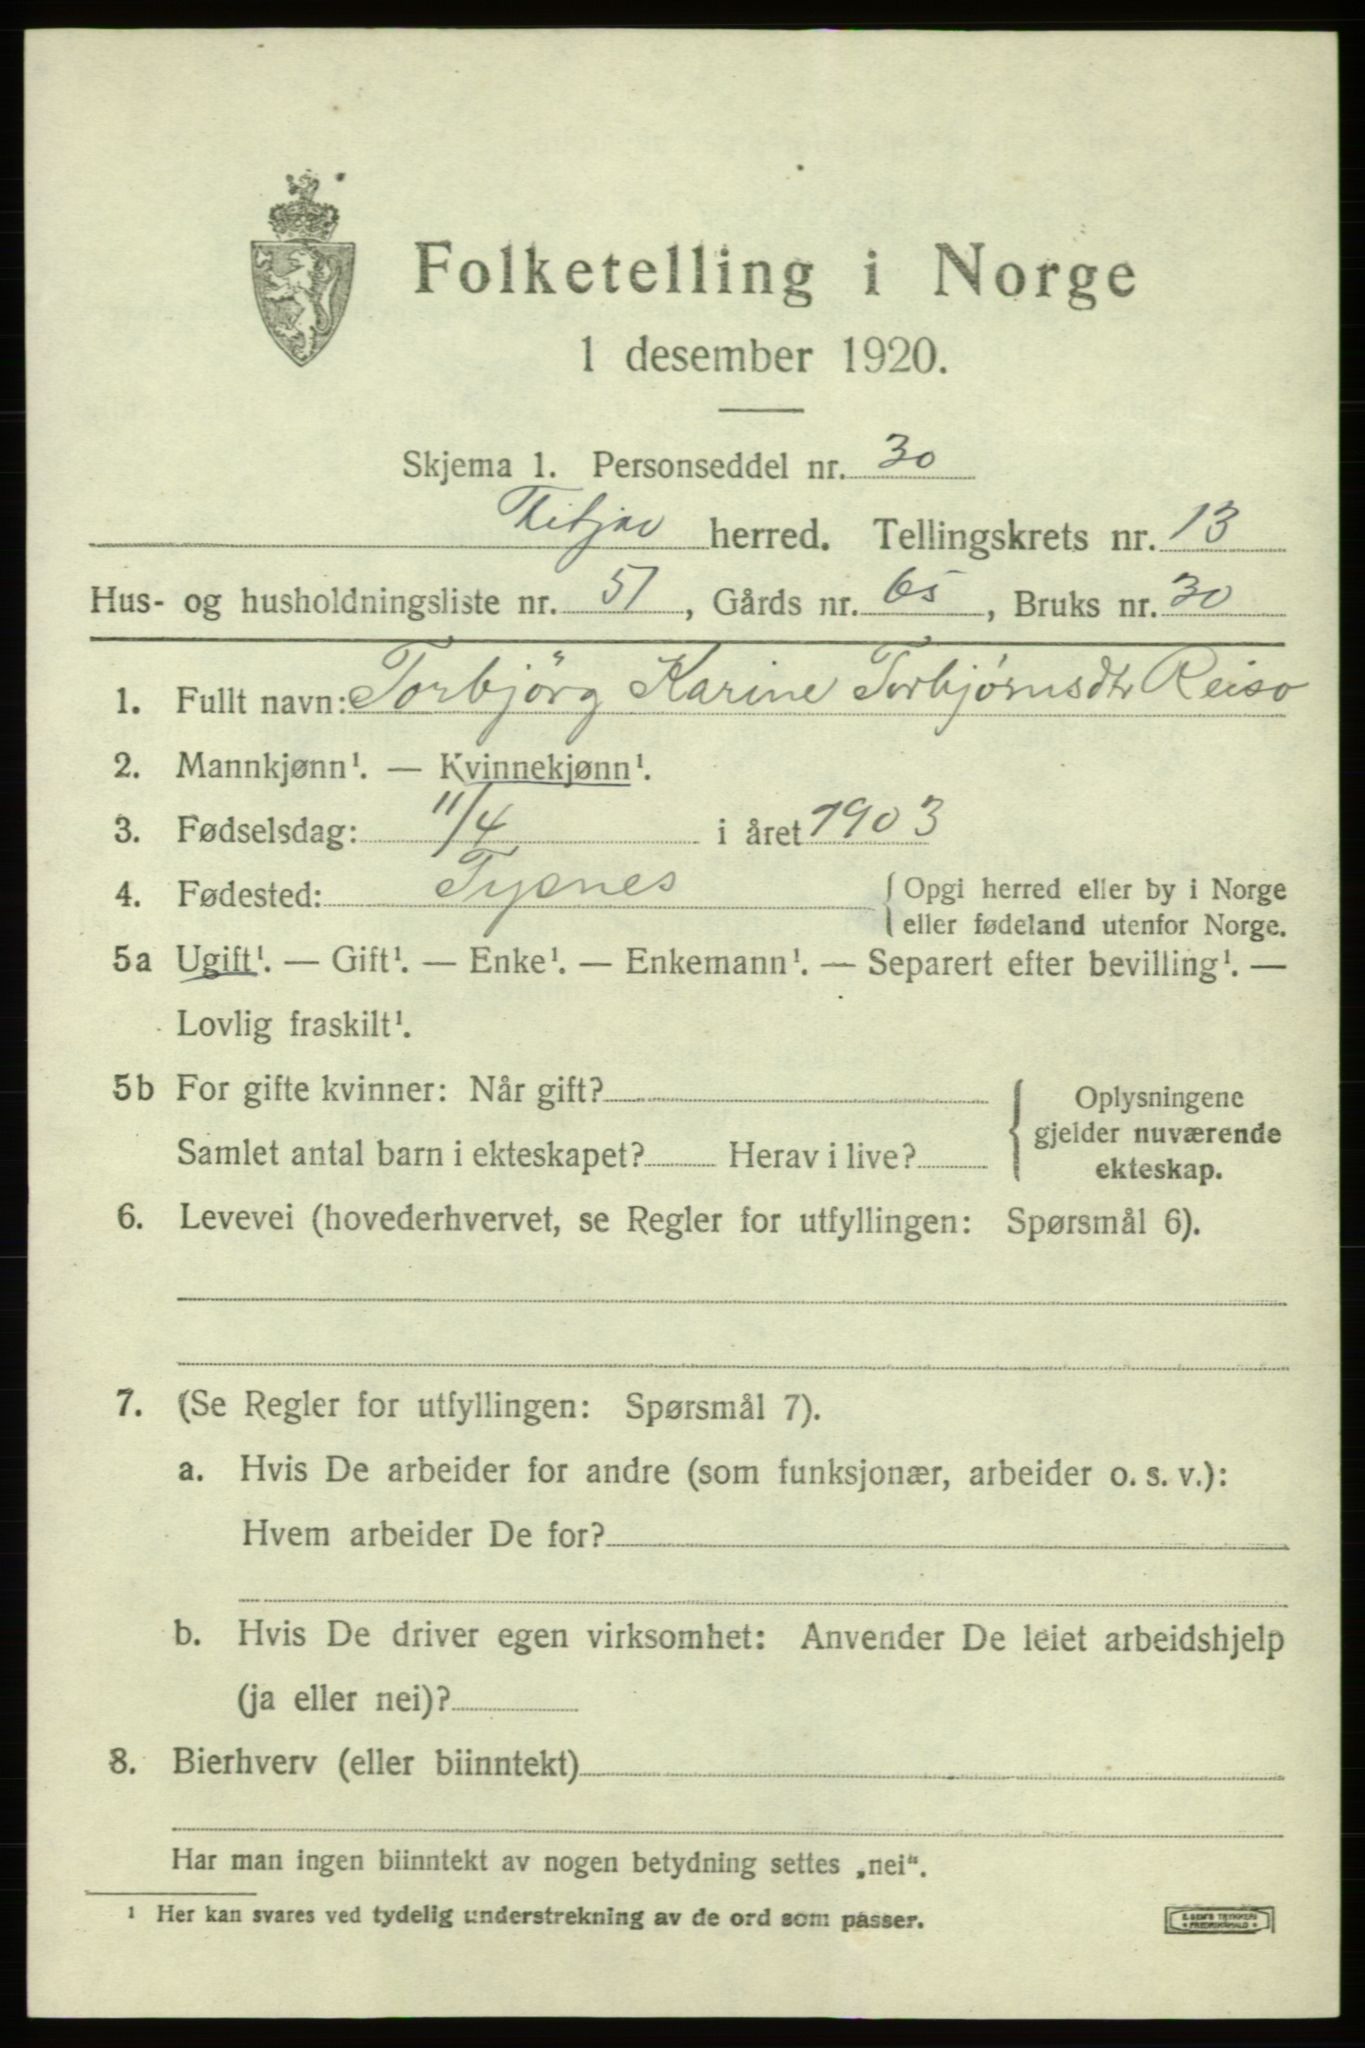 Folketelling i Norge
1 desember 1920.
Skjema 1. Personseddel nr. 30
Fitjar herred. Tellingskrets nr. 13
Hus- og husholdningsliste nr. 51, Gårds nr. 65, Bruks nr. 30
1. Fullt navn: Torbjörg Karine Torbjørnsdtr Reiso
2. Mannkjønn¹. — Kvinnekjønn¹.
3. Fødselsdag: 11/4 i året 1903
4. Fødested: Tysnes { Opgi herred eller by i Norge
eller fødeland utenfor Norge.
5a Ugift¹. — Gift¹. — Enke¹. — Enkemann¹. — Separert efter bevilling¹. —
Lovlig fraskilt¹.
5b For gifte kvinner: Når gift?
Samlet antal barn i ekteskapet? Herav i live?
Oplysningene
gjelder nuværende
ekteskap.
6. Levevei (hovederhvervet, se Regler for utfyllingen: Spørsmål 6).
7. (Se Regler for utfyllingen: Spørsmål 7).
a. Hvis De arbeider for andre (som funksjonær, arbeider o. s. v.):
Hvem arbeider De for?
b. Hvis De driver egen virksomhet: Anvender De leiet arbeidshjelp
(ja eller nei)?
8. Bierhverv (eller biinntekt)
Har man ingen biinntekt av nogen betydning settes „nei“.
¹ Her kan svares ved tydelig understrekning av de ord som passer.